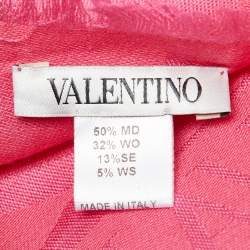 VALENTINO
50% MD
32% WO
13%SE
5% WS
MADE IN ITALY